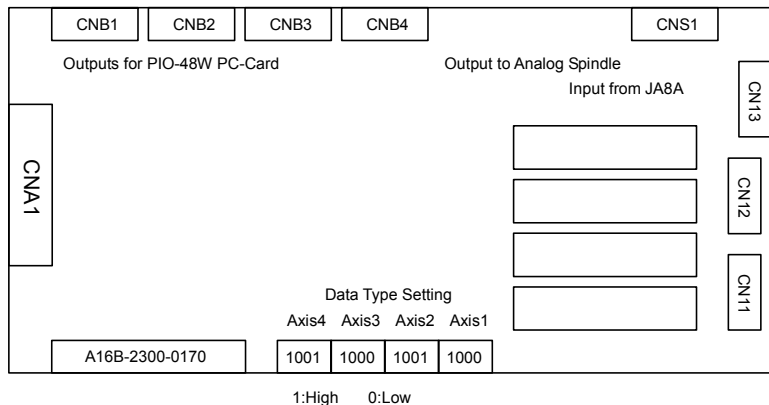 CNB1 CNB2 CNB3 CNB4 CNS1
Outputs for PIO-48W PC-Card Output to Analog Spindle
Input from JA8A
CN13
CNA1
CN12
CN11
Data Type Setting
Axis4 Axis3 Axis2 Axis1
A16B-2300-0170 1001 1000 1001 1000
1:High 0:Low